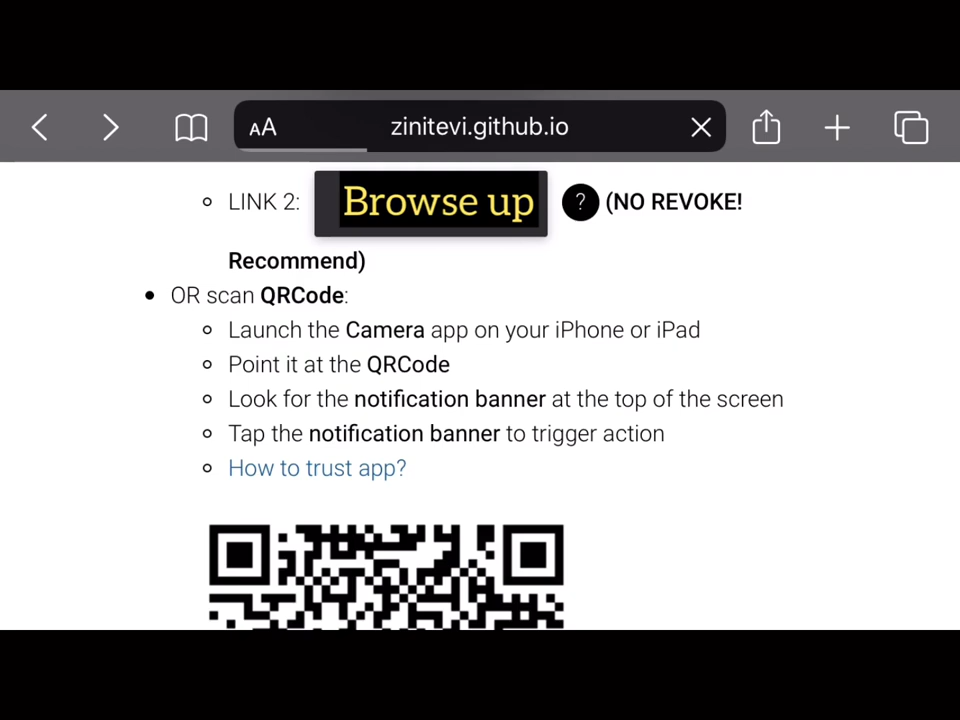 AA zinitevi.github.io
LINK 2: Browse up ? (NO REVOKE!
Recommend)
OR scan QRCode:
Launch the Camera app on your iPhone or iPad
Point it at the QRCode
Look for the notification banner at the top of the screen
Tap the notification banner to trigger action
How to trust app?